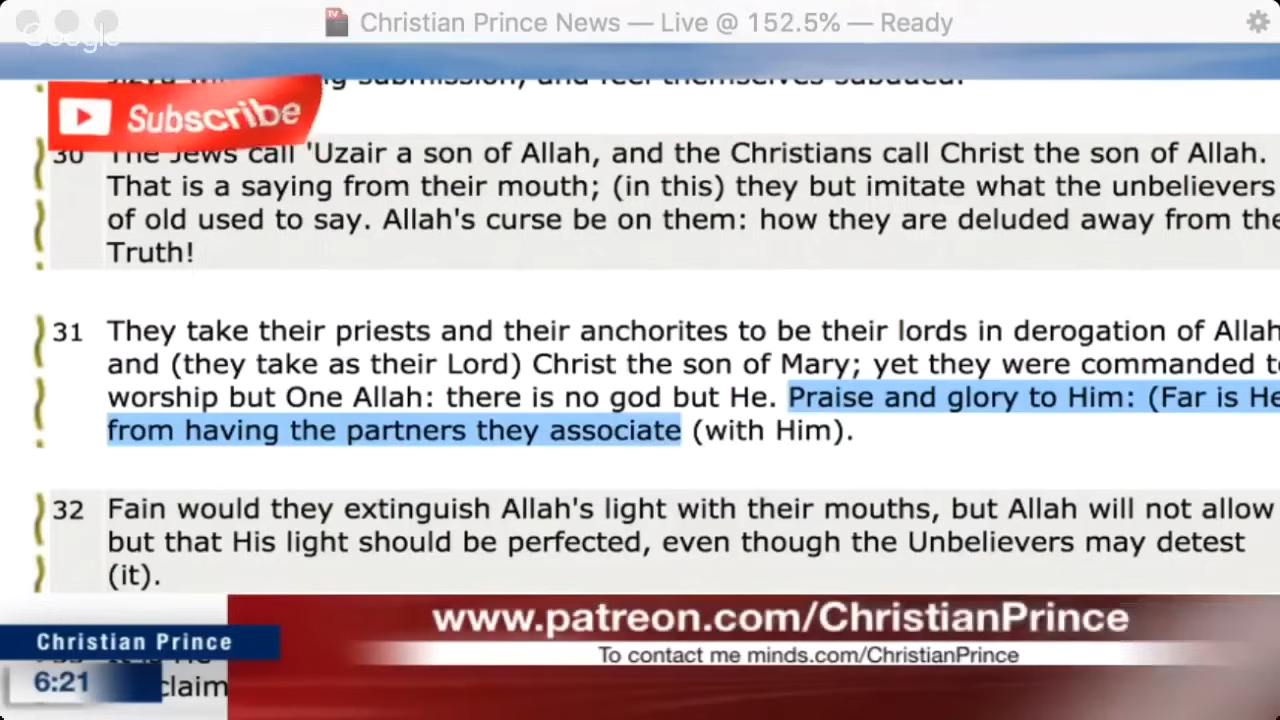 Christian Prince News — Live @ 152.5% — Ready
Google
submission, and feel themselves subdued.
Subscribe
30 The Jews call 'Uzair a son of Allah, and the Christians call Christ the son of Allah.
That is a saying from their mouth; (in this) they but imitate what the unbelievers
of old used to say. Allah's curse be on them: how they are deluded away from the
Truth!
31 They take their priests and their anchorites to be their lords in derogation of Allah
and (they take as their Lord) Christ the son of Mary; yet they were commanded to
worship but One Allah: there is no god but He. Praise and glory to Him: (Far is He
from having the partners they associate (with Him).
32 Fain would they extinguish Allah's light with their mouths, but Allah will not allow
but that His light should be perfected, even though the Unbelievers may detest
(it).
www.patreon.com/ChristianPrince
Christian Prince
To contact me minds.com/ChristianPrince
6:21
claim